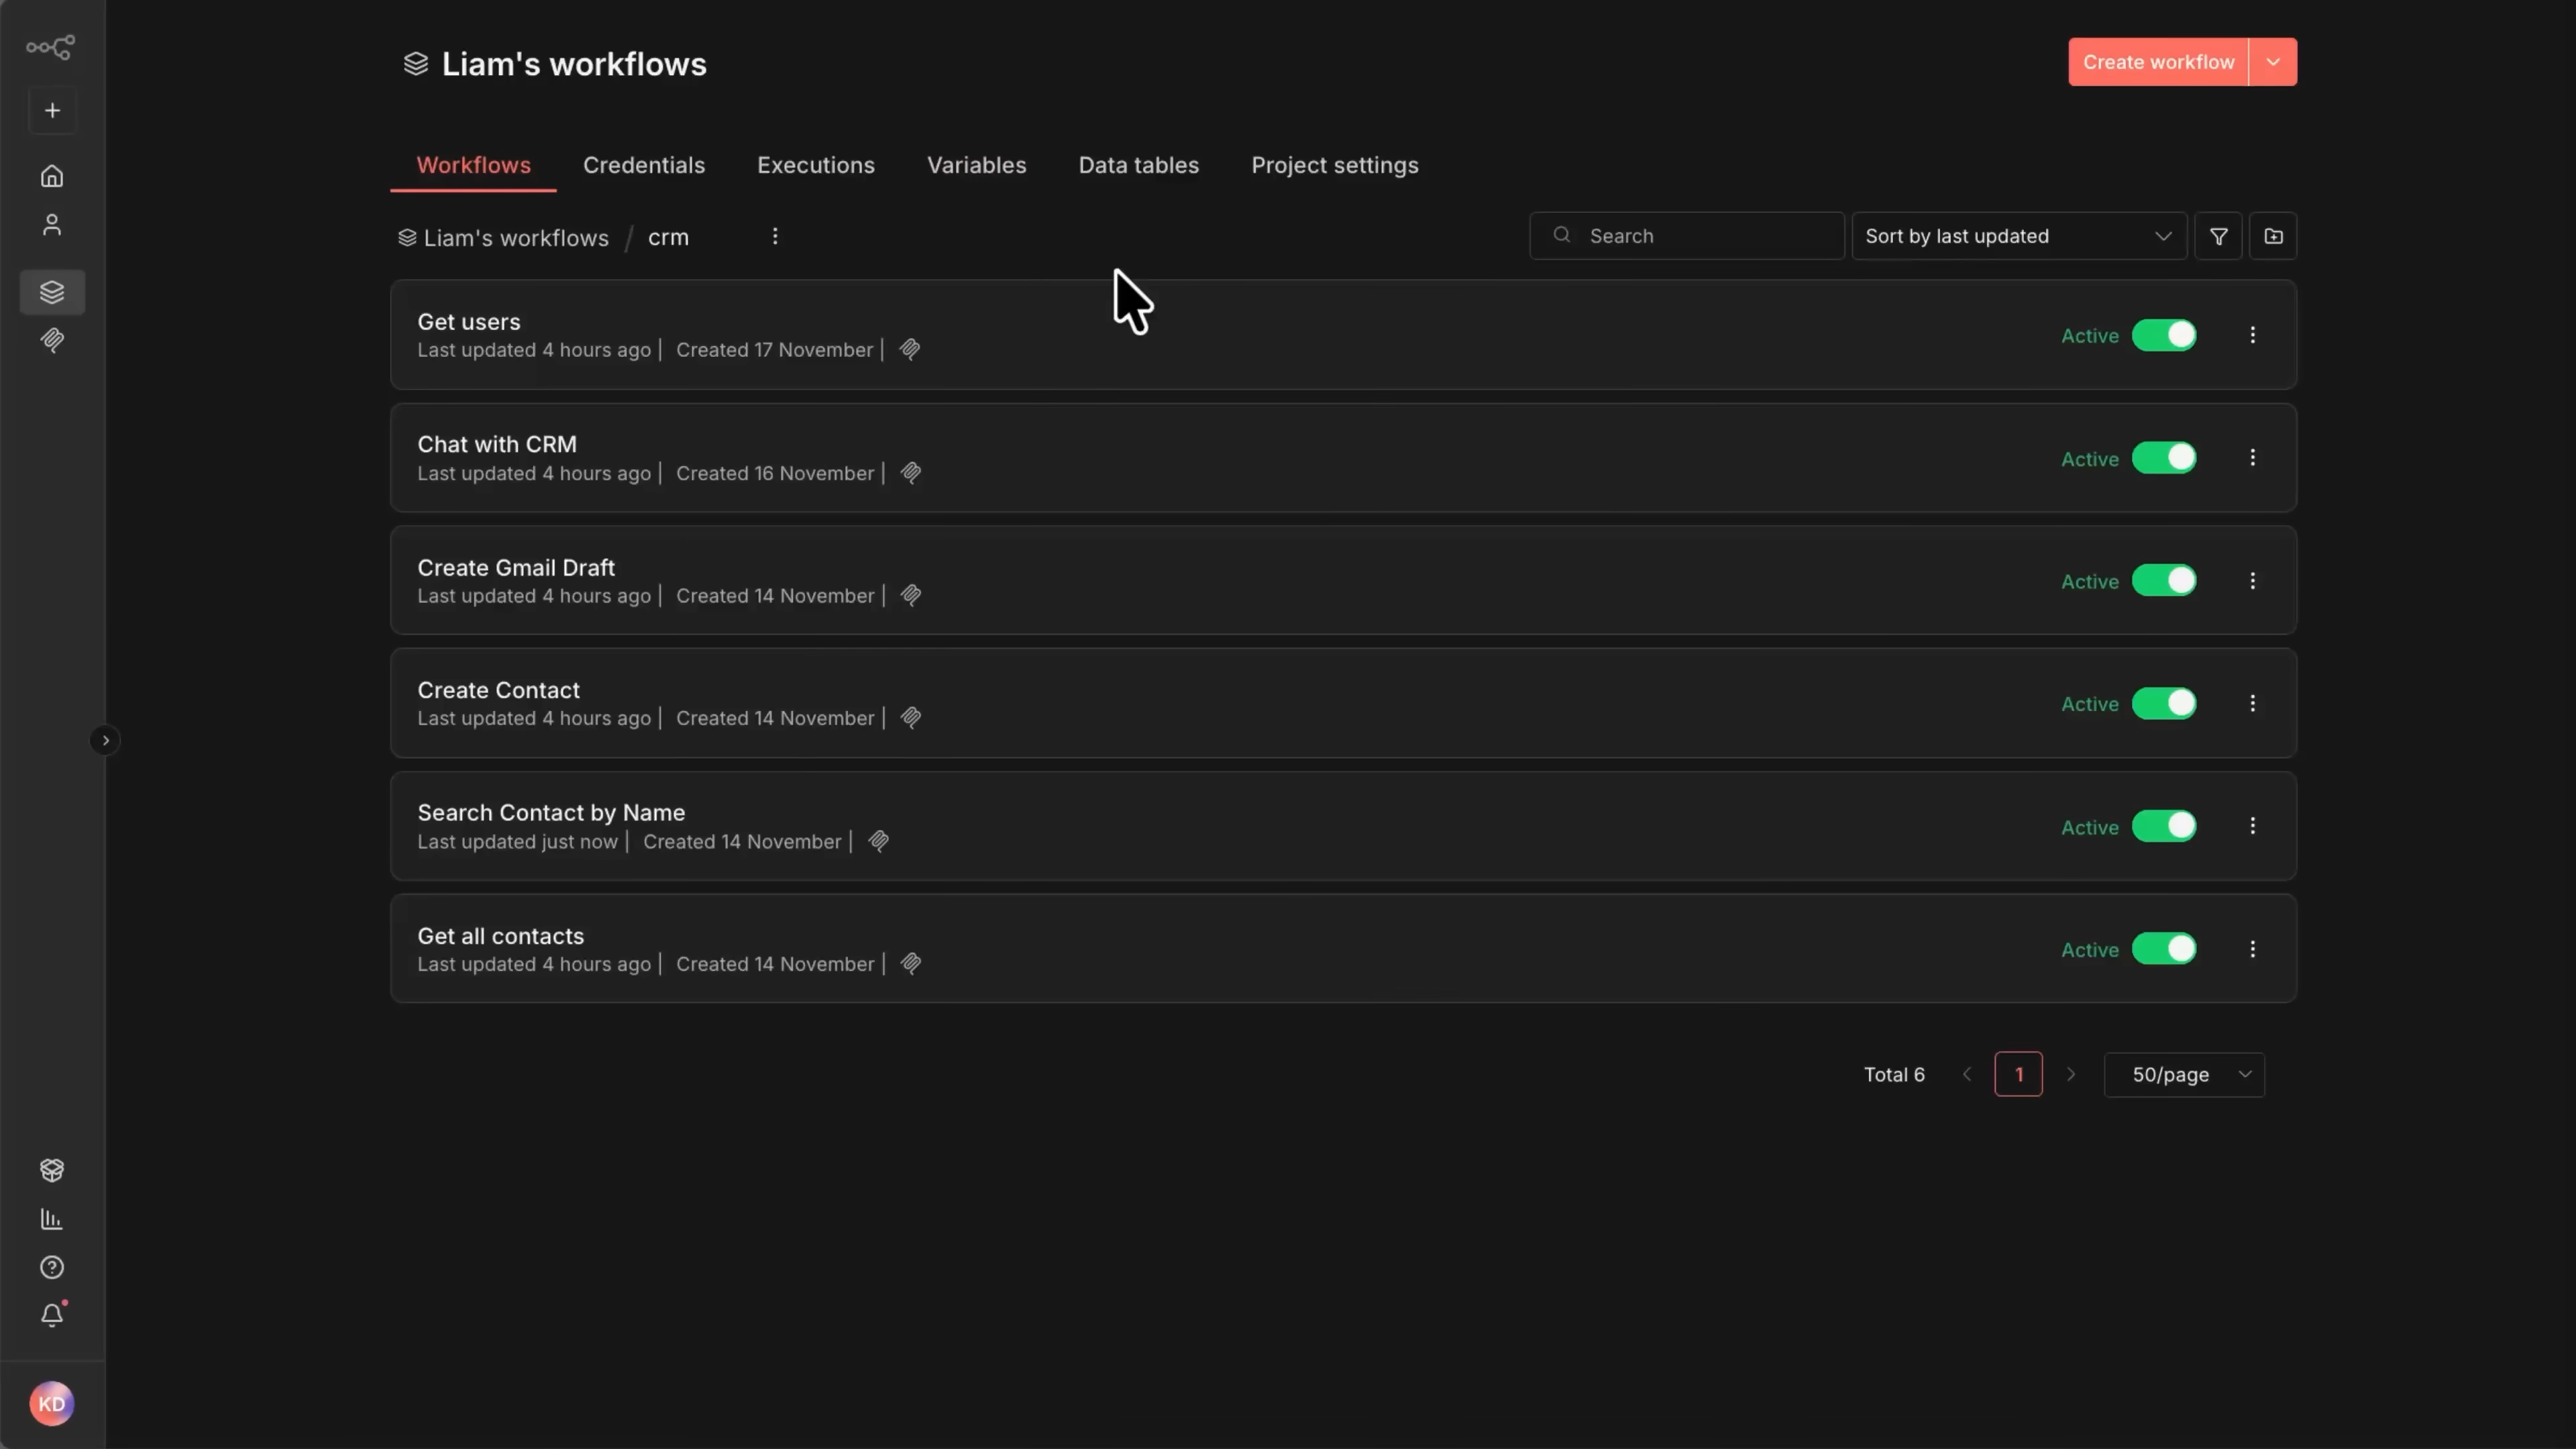 Liam's workflows
Create workflow
Workflows Credentials Executions Variables Data tables Project settings
Liam's workflows / crm
Search
Sort by last updated
Get users
Last updated 4 hours ago | Created 17 November |
Active
Chat with CRM
Last updated 4 hours ago | Created 16 November |
Active
Create Gmail Draft
Last updated 4 hours ago | Created 14 November |
Active
Create Contact
Last updated 4 hours ago | Created 14 November |
Active
Search Contact by Name
Last updated just now | Created 14 November |
Active
Get all contacts
Last updated 4 hours ago | Created 14 November |
Active
Total 6 1 50/page
KD